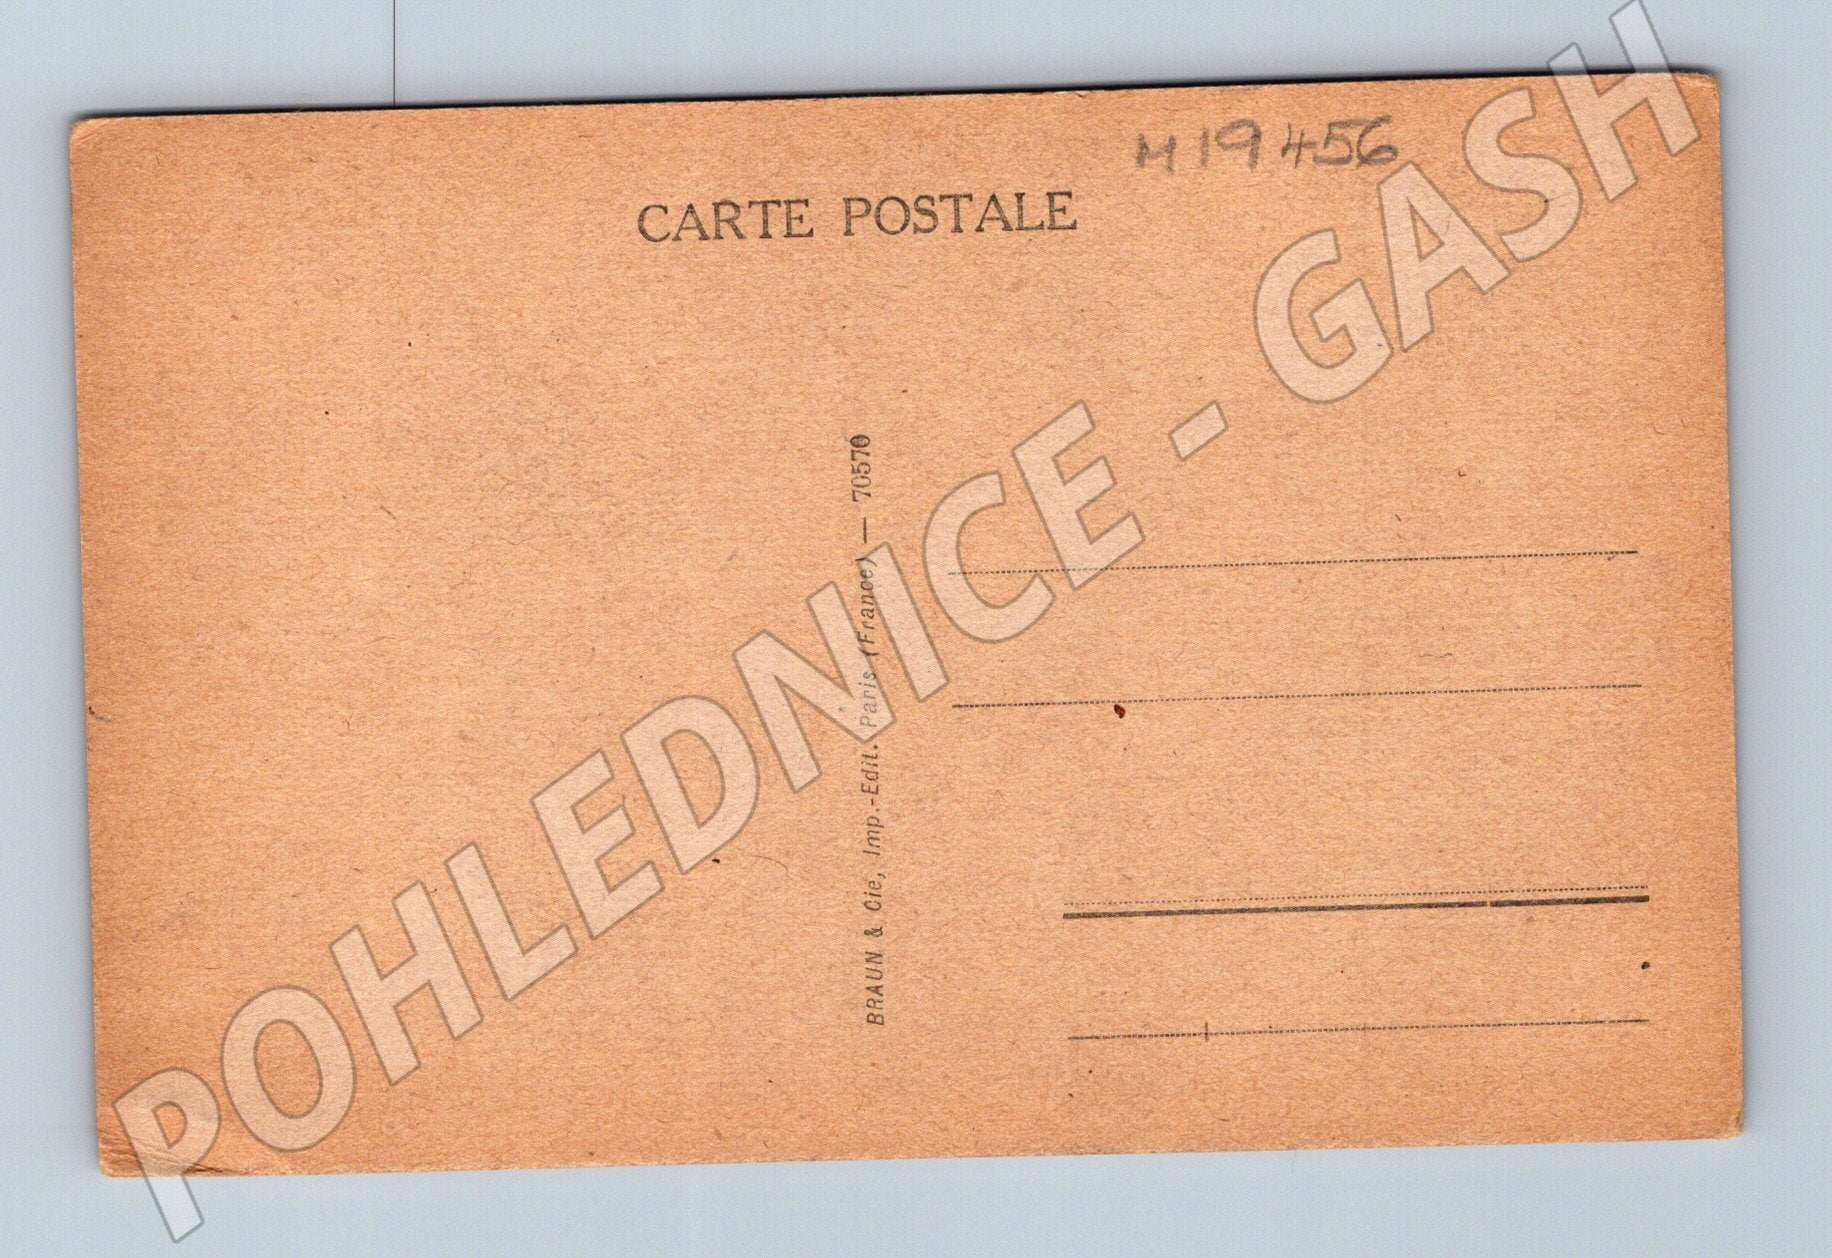 M19456
CARTE POSTALE
BRAUN & Cie, Imp.-Edit. Paris (France) — 70570
POHLEDNICE - GASH